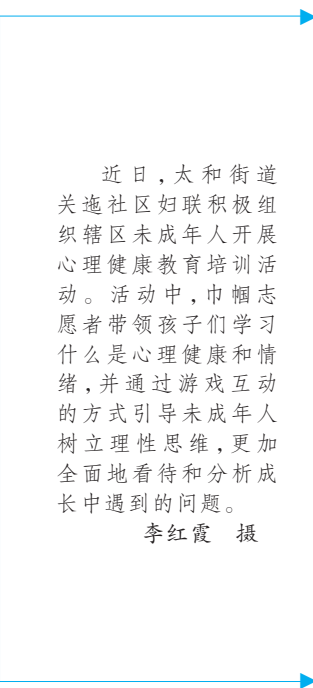 近日，太和街道
关迤社区妇联积极组
织辖区未成年人开展
心理健康教育培训活
动。活动中，巾帼志
愿者带领孩子们学习
什么是心理健康和情
绪，并通过游戏互动
的方式引导未成年人
树立理性思维，更加
全面地看待和分析成
长中遇到的问题。
李红霞　摄